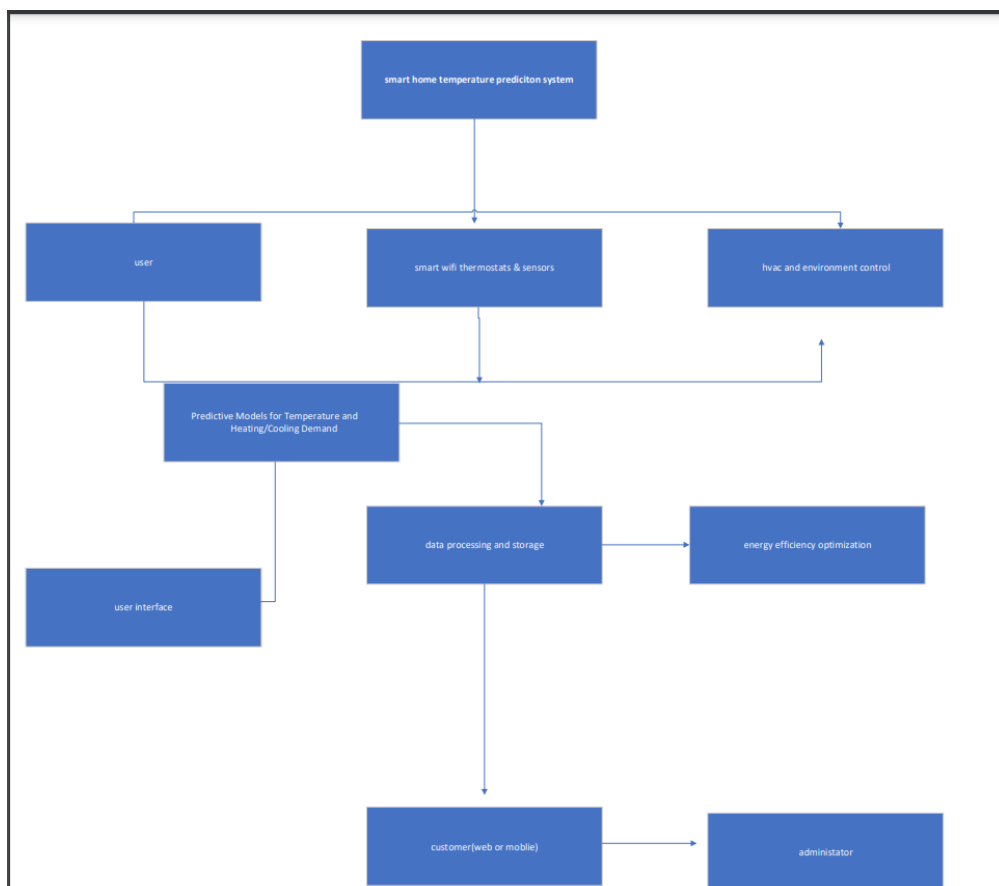 smart home temperature prediciton system
user
smart wifi thermostats & sensors
hvac and environment control
Predictive Models for Temperature and
Heating/Cooling Demand
data processing and storage
energy efficiency optimization
user interface
customer(web or moblie)
administator